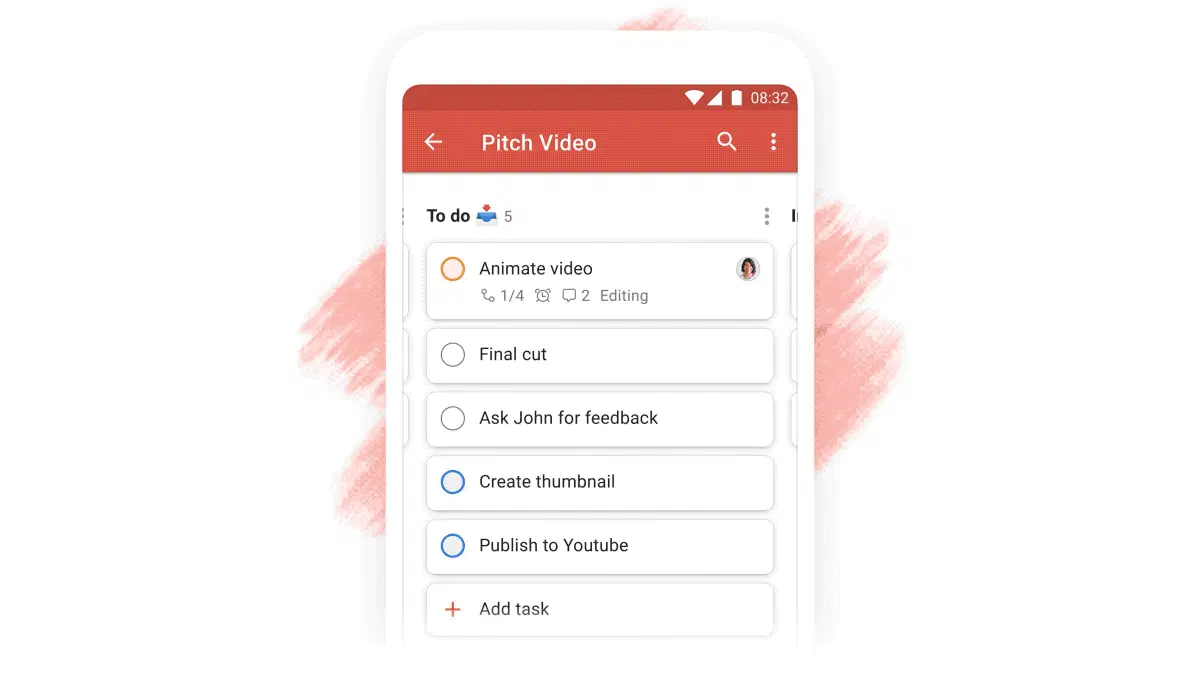 08:32
Pitch Video
To do 5
Animate video
1/4 2 Editing
Final cut
Ask John for feedback
Create thumbnail
Publish to Youtube
Add task